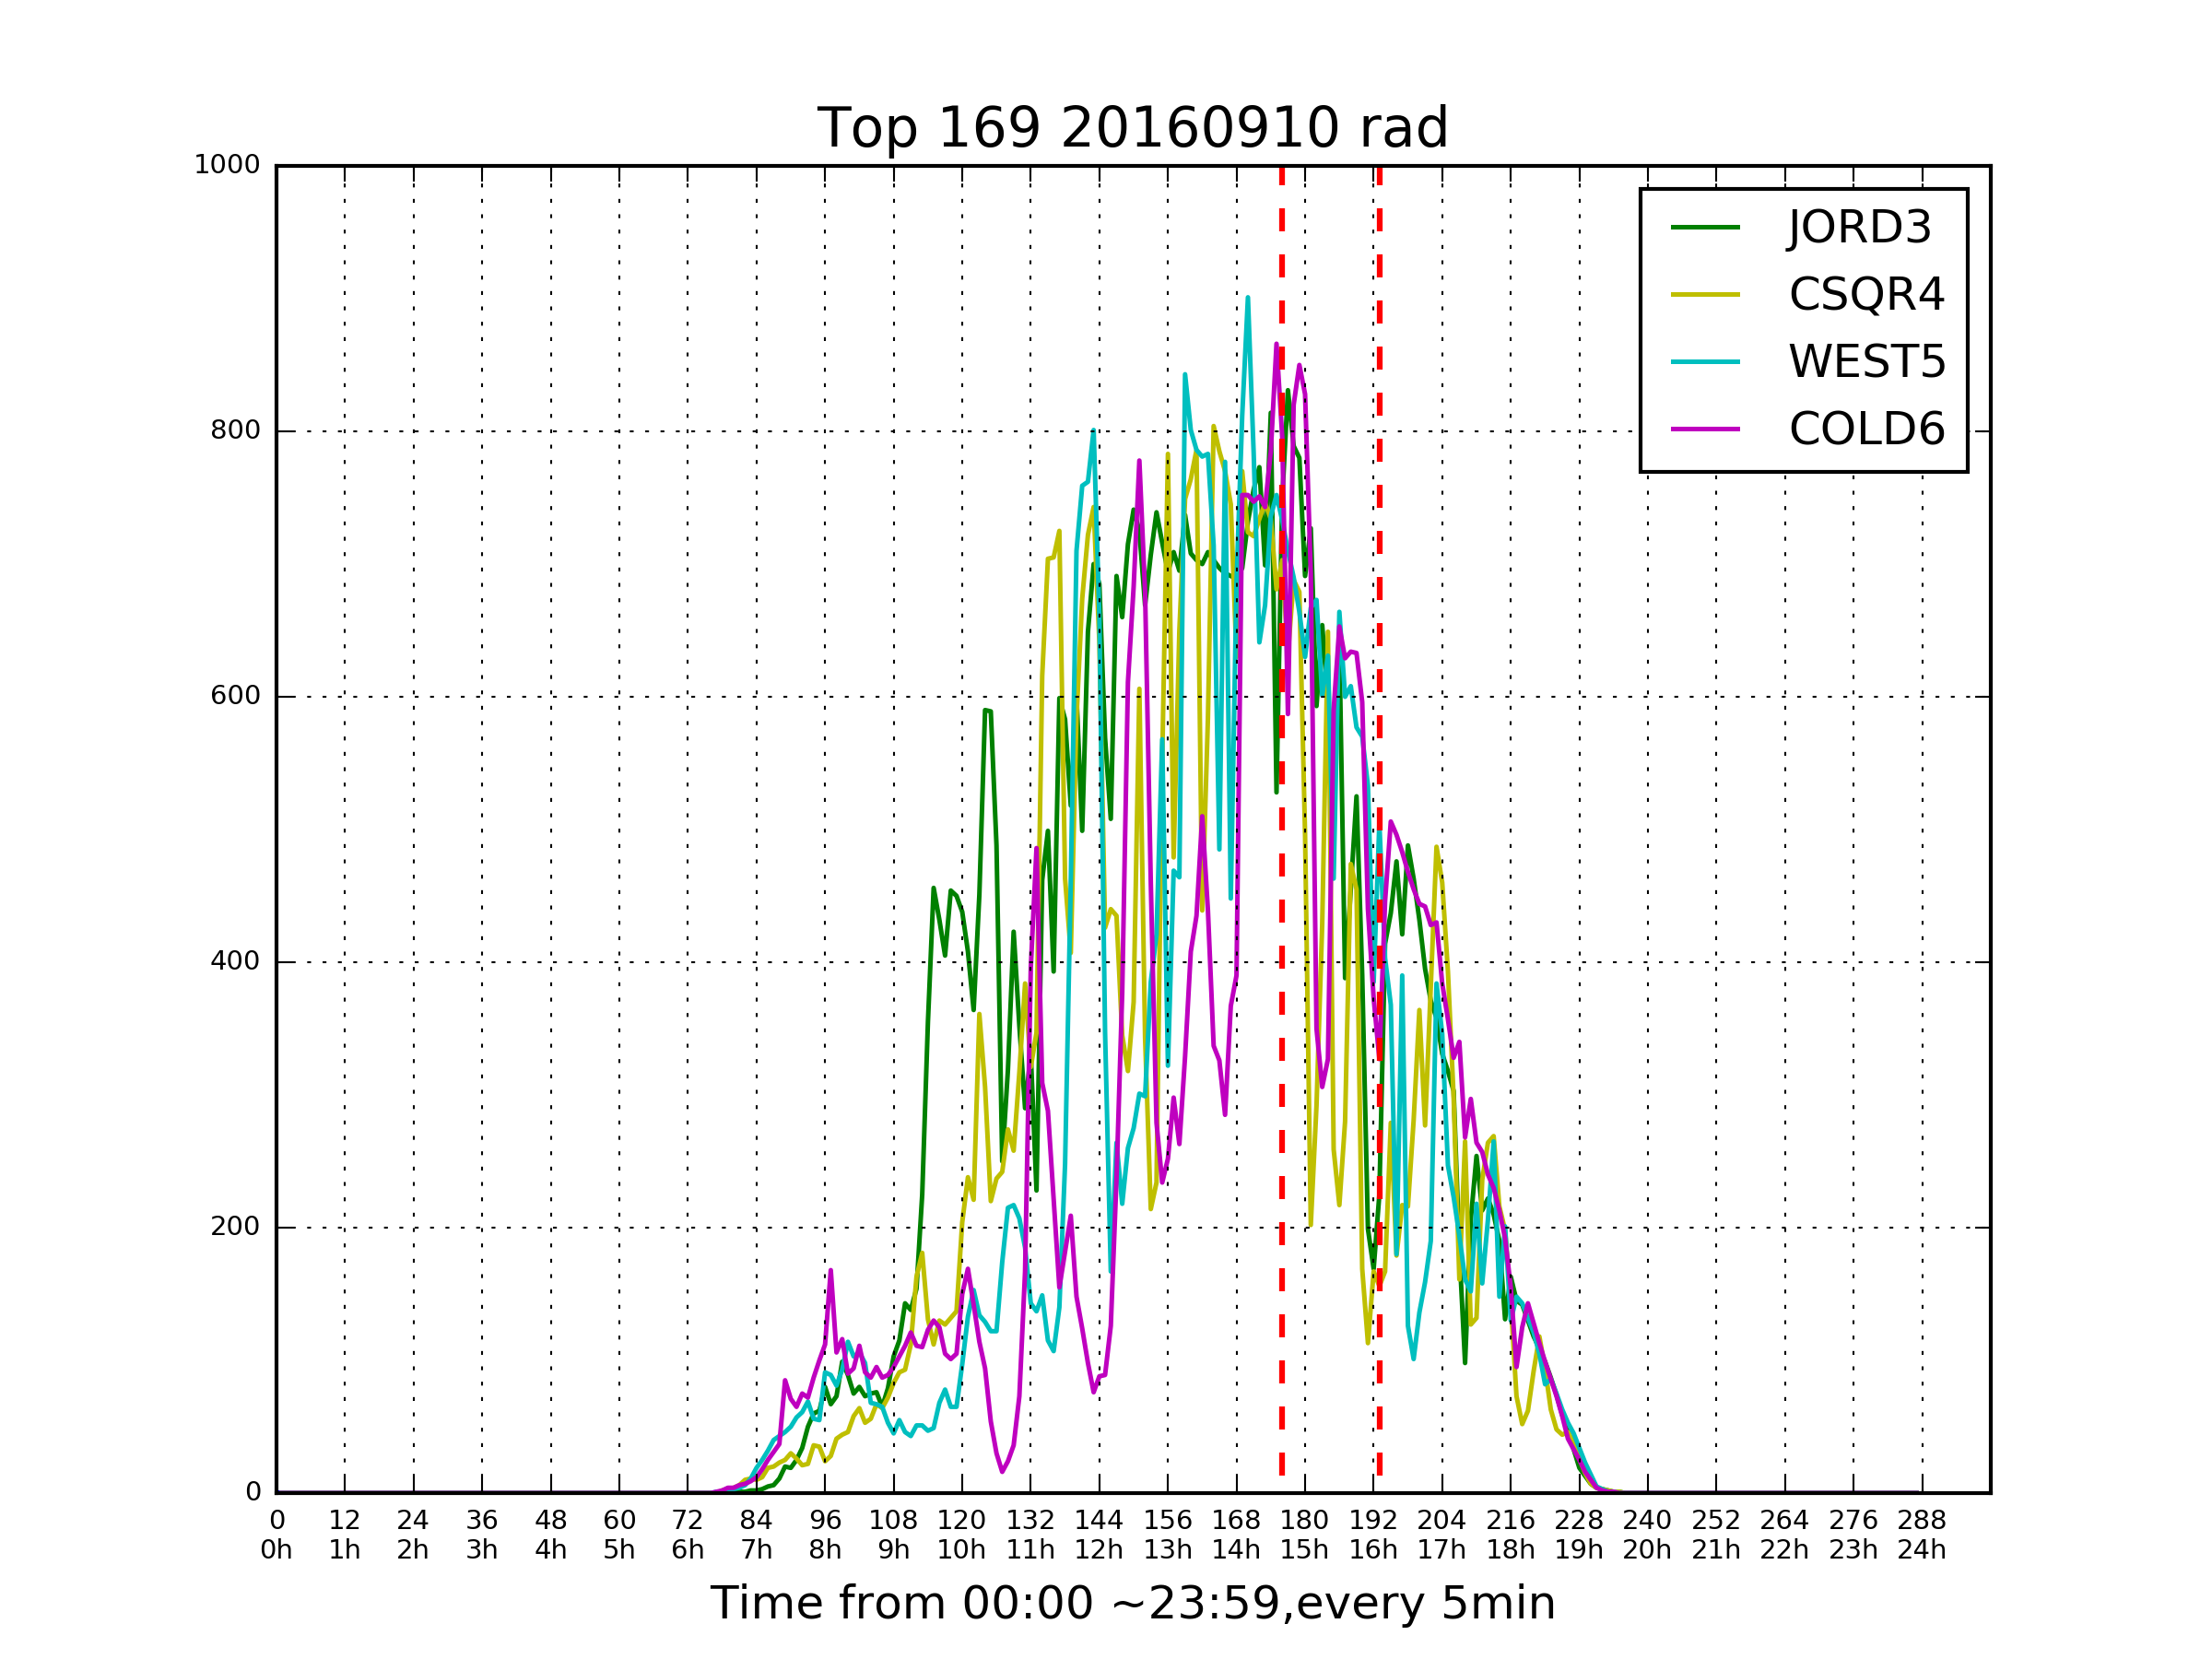 Top 169 20160910 rad
1000
800
600
400
200
0
JORD3
CSQR4
WEST5
COLD6
0 12 24 36 48 60 72 84 96 108 120 132 144 156 168 180 192 204 216 228 240 252 264 276 288
0h 1h 2h 3h 4h 5h 6h 7h 8h 9h 10h 11h 12h 13h 14h 15h 16h 17h 18h 19h 20h 21h 22h 23h 24h
Time from 00:00 ~23:59,every 5min